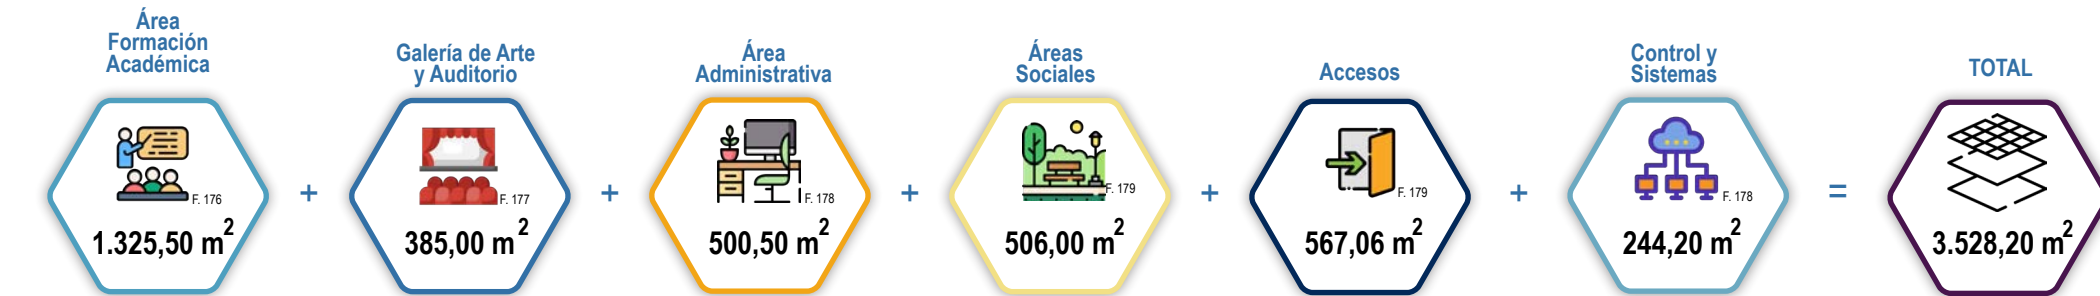 Área
Formación
Académica
F. 176
1.325,50 m²
+
Galería de Arte
y Auditorio
F. 177
385,00 m²
+
Área
Administrativa
F. 178
500,50 m²
+
Áreas
Sociales
F. 179
506,00 m²
+
Accesos
F. 179
567,06 m²
+
Control y
Sistemas
F. 178
244,20 m²
=
TOTAL
3.528,20 m²